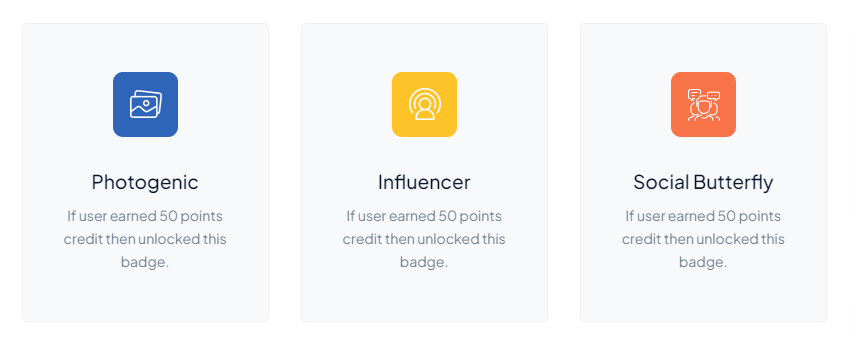 Photogenic
If user earned 50 points
credit then unlocked this
badge.
Influencer
If user earned 50 points
credit then unlocked this
badge.
Social Butterfly
If user earned 50 points
credit then unlocked this
badge.